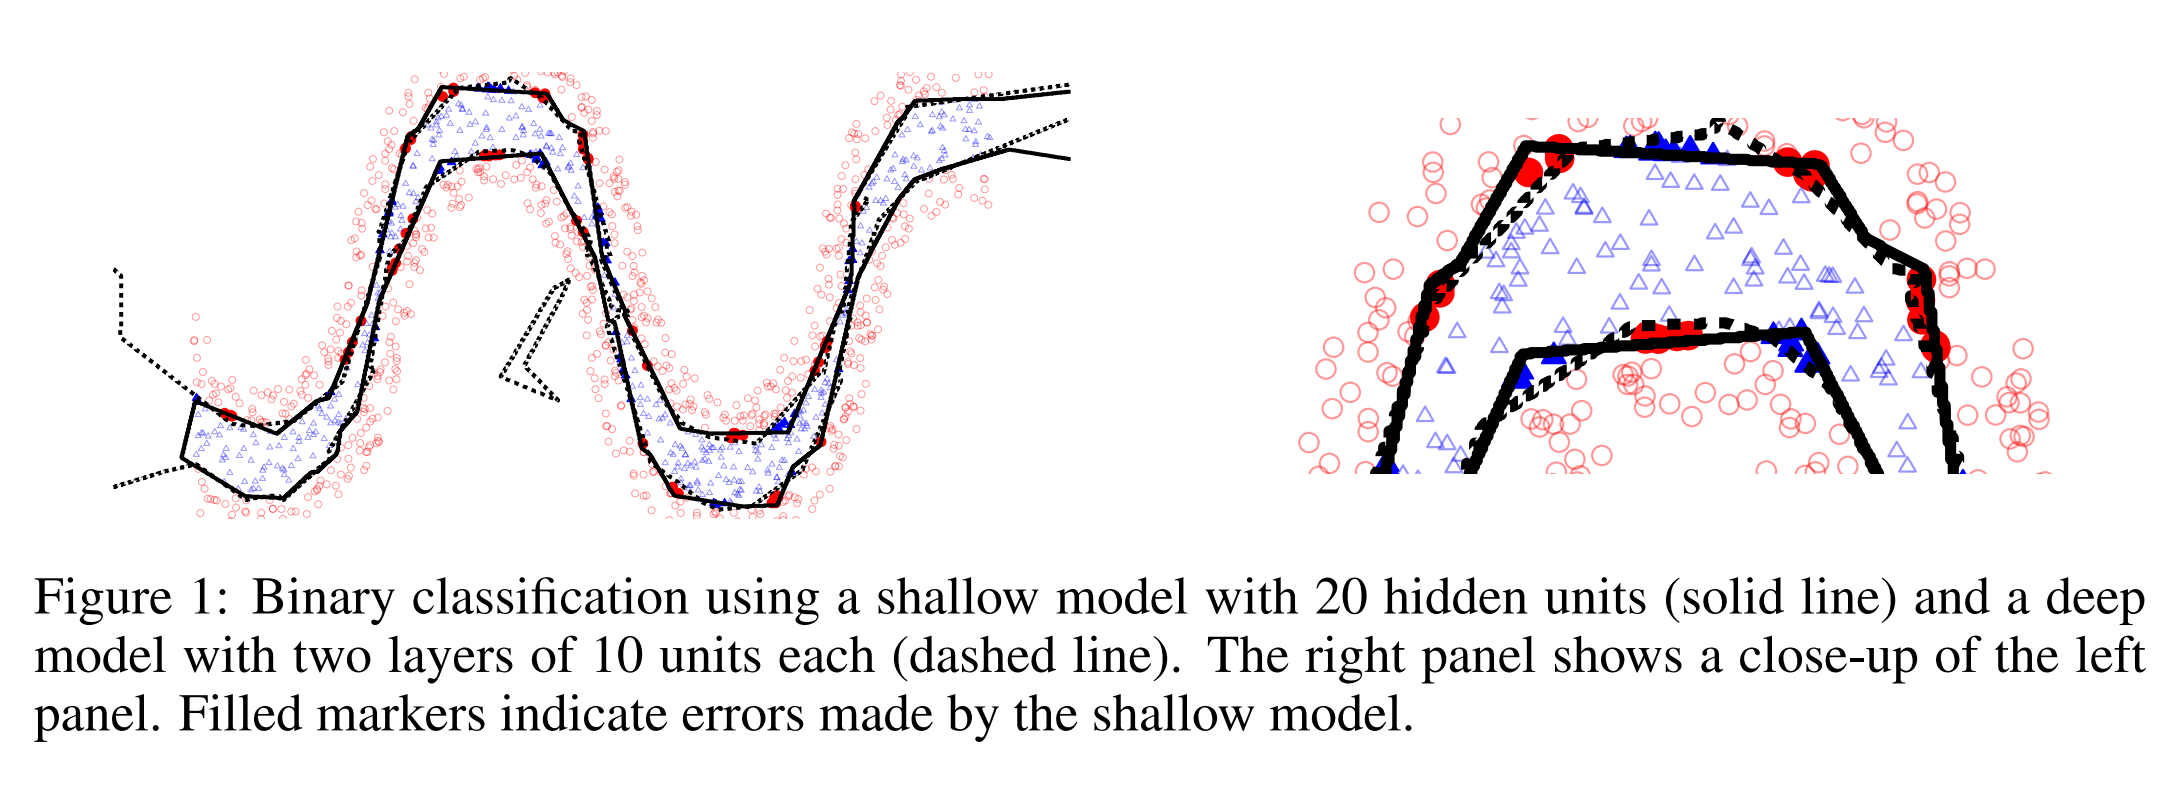 Figure 1: Binary classification using a shallow model with 20 hidden units (solid line) and a deep
model with two layers of 10 units each (dashed line). The right panel shows a close-up of the left
panel. Filled markers indicate errors made by the shallow model.